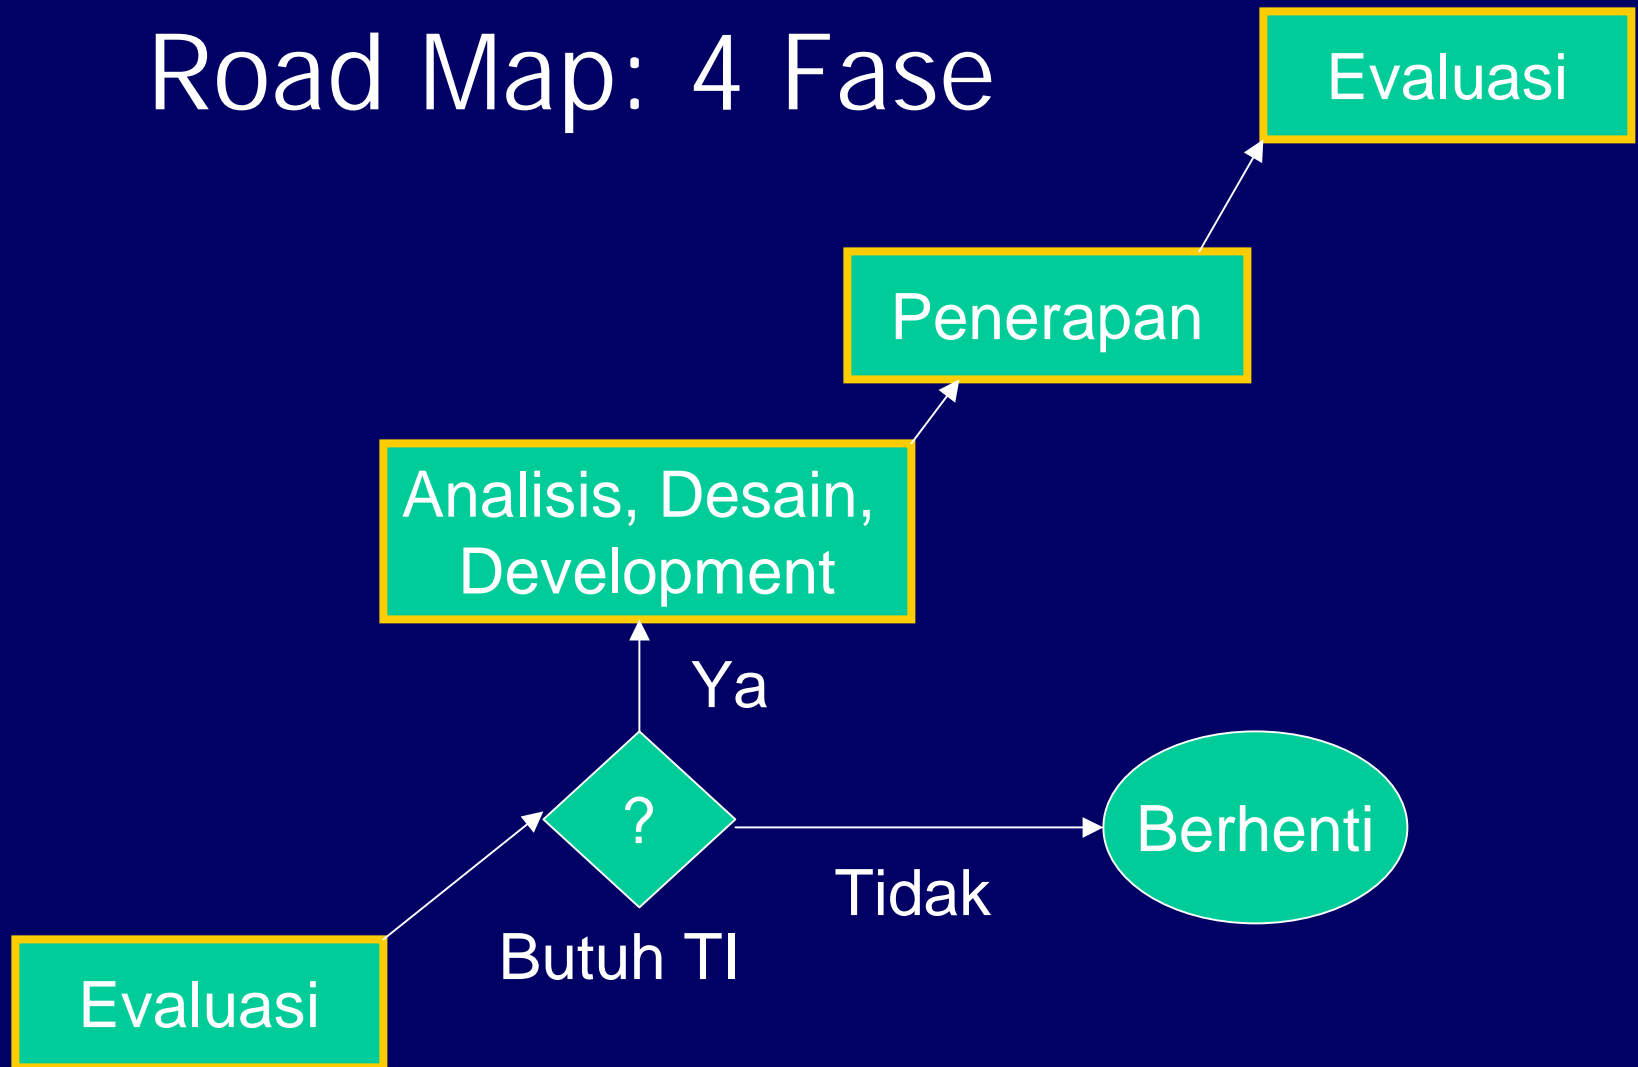 Road Map: 4 Fase
Evaluasi
Penerapan
Analisis, Desain,
Development
Ya
?
Berhenti
Tidak
Butuh TI
Evaluasi